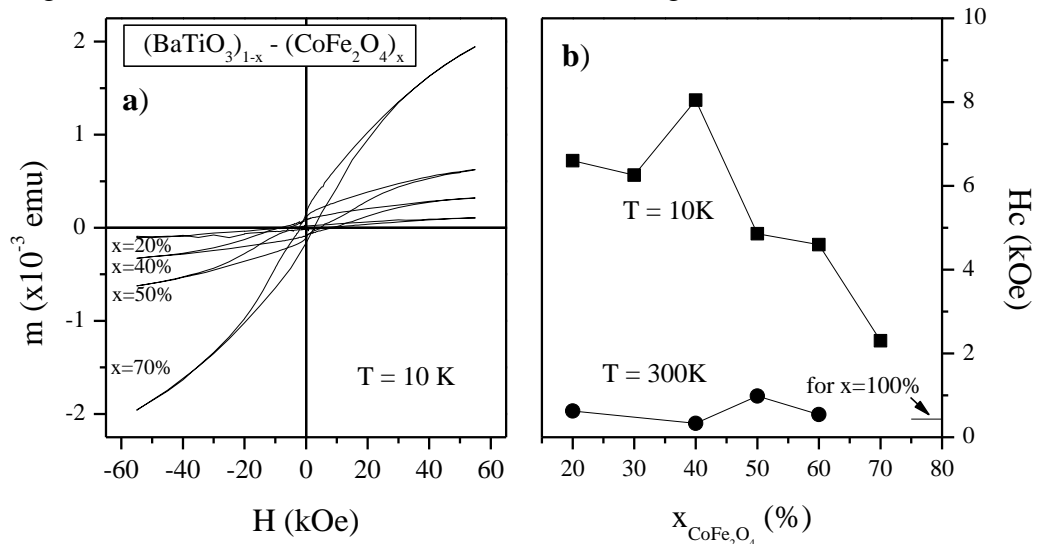 (BaTiO₃)₁₋ₓ - (CoFe₂O₄)ₓ
a)
m (x10⁻³ emu)
2
1
0
-1
-2
x=20%
x=40%
x=50%
x=70%
T = 10 K
-60 -40 -20 0 20 40 60
H (kOe)
b)
T = 10K
T = 300K
for x=100%
10
8
6
4
2
0
Hc (kOe)
20 30 40 50 60 70 80
x_CoFe₂O₄ (%)